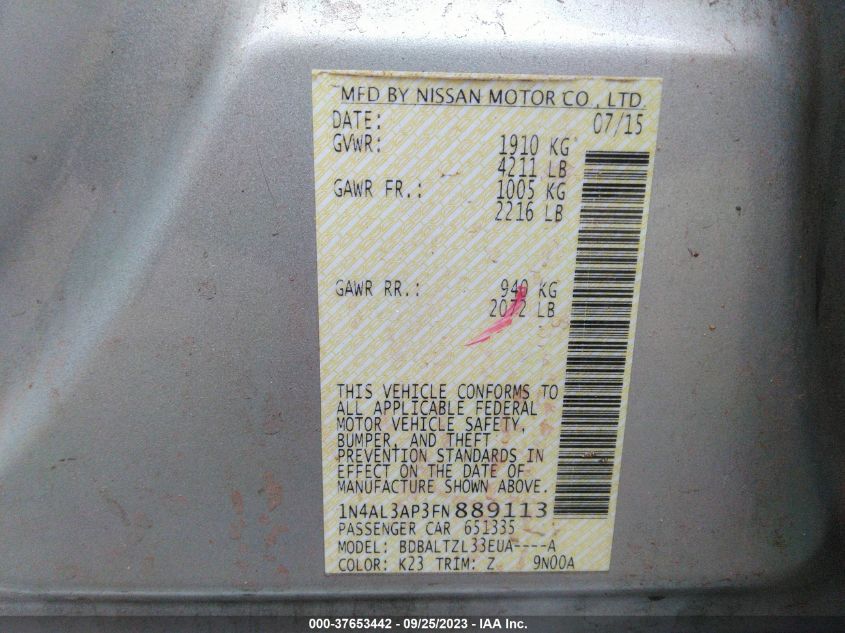 MFD BY NISSAN MOTOR CO., LTD.
DATE: 07/15
GVWR: 1910 KG
4211 LB
GAWR FR.: 1005 KG
2216 LB
GAWR RR.: 940 KG
2072 LB
THIS VEHICLE CONFORMS TO
ALL APPLICABLE FEDERAL
MOTOR VEHICLE SAFETY,
BUMPER, AND THEFT
PREVENTION STANDARDS IN
EFFECT ON THE DATE OF
MANUFACTURE SHOWN ABOVE.
1N4AL3AP3FN889113
PASSENGER CAR 651335
MODEL: BDBALTZL33EUA----A
COLOR: K23 TRIM: Z 9N00A
000-37653442 - 09/25/2023 - IAA Inc.